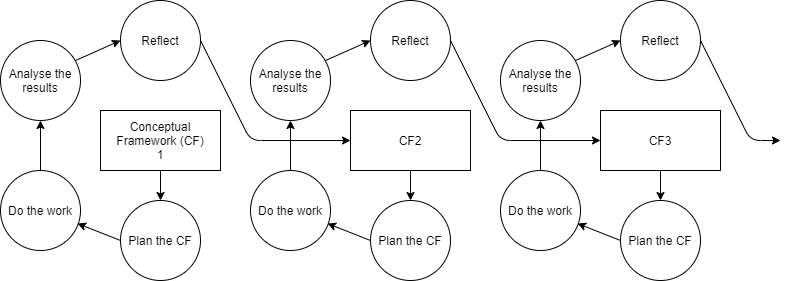 Reflect
Analyse the
results
Conceptual
Framework (CF)
1
Do the work
Plan the CF
Reflect
Analyse the
results
CF2
Do the work
Plan the CF
Reflect
Analyse the
results
CF3
Do the work
Plan the CF